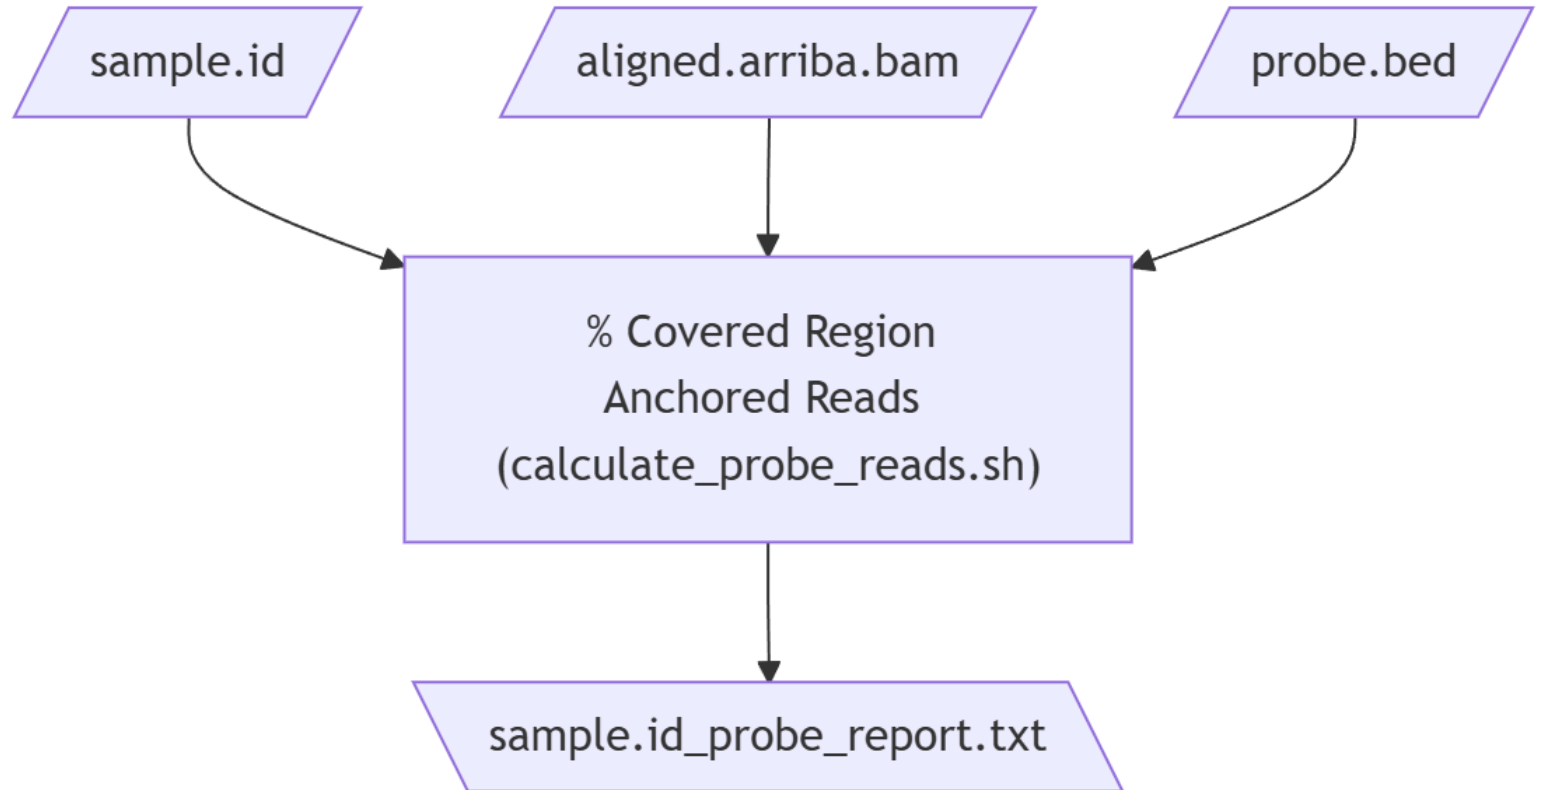 sample.id
aligned.arriba.bam
probe.bed
% Covered Region
Anchored Reads
(calculate_probe_reads.sh)
sample.id_probe_report.txt